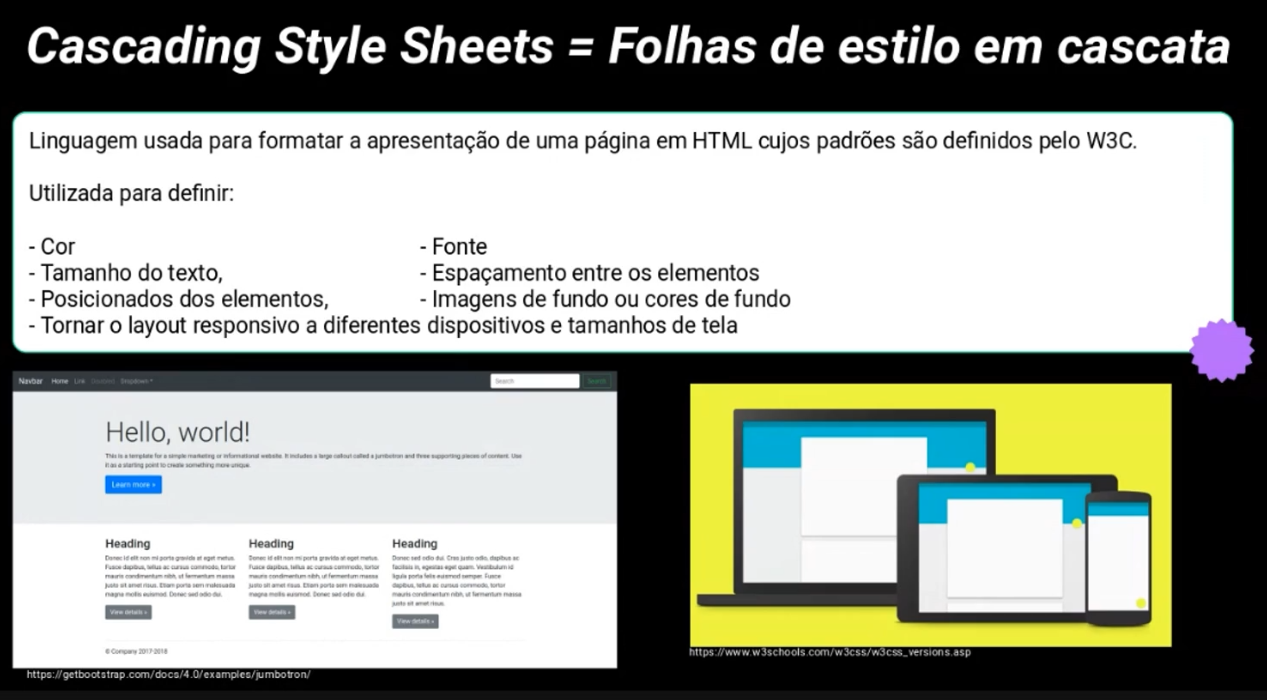 Cascading Style Sheets = Folhas de estilo em cascata
Linguagem usada para formatar a apresentação de uma página em HTML cujos padrões são definidos pelo W3C.
Utilizada para definir:
- Cor
- Tamanho do texto,
- Posicionados dos elementos,
- Fonte
- Espaçamento entre os elementos
- Imagens de fundo ou cores de fundo
- Tornar o layout responsivo a diferentes dispositivos e tamanhos de tela
Navbar Home Link Disabled Dropdown Search Search
Hello, world!
This is a template for a simple marketing or informational website. It includes a large callout called a jumbotron and three supporting pieces of content. Use
it as a starting point to create something more unique.
Learn more »
Heading
Donec id elit non mi porta gravida at eget metus.
Fusce dapibus, tellus ac cursus commodo, tortor
mauris condimentum nibh, ut fermentum massa
justo sit amet risus. Etiam porta sem malesuada
magna mollis euismod. Donec sed odio dui.
View details »
Heading
Donec id elit non mi porta gravida at eget metus.
Fusce dapibus, tellus ac cursus commodo, tortor
mauris condimentum nibh, ut fermentum massa
justo sit amet risus. Etiam porta sem malesuada
magna mollis euismod. Donec sed odio dui.
View details »
Heading
Donec sed odio dui. Cras justo odio, dapibus ac
facilisis in, egestas eget quam. Vestibulum id
ligula porta felis euismod semper. Fusce
dapibus, tellus ac cursus commodo, tortor
mauris condimentum nibh, ut fermentum massa
justo sit amet risus.
View details »
© Company 2017-2018
https://getbootstrap.com/docs/4.0/examples/jumbotron/
https://www.w3schools.com/w3css/w3css_versions.asp